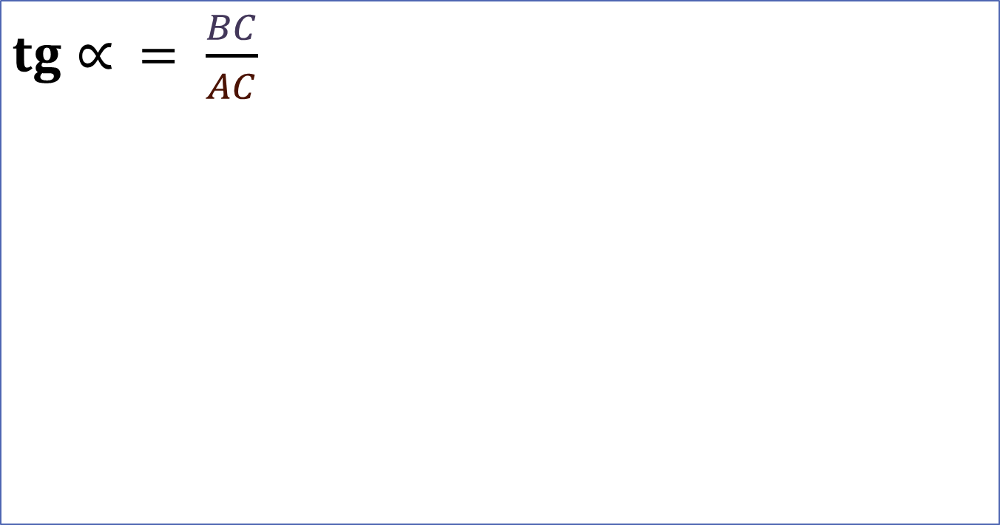 tg ∝ = BC/AC